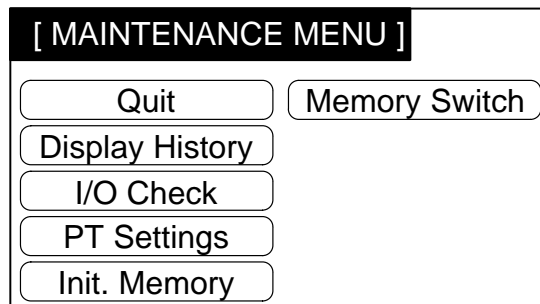 [ MAINTENANCE MENU ]
Quit Memory Switch
Display History
I/O Check
PT Settings
Init. Memory